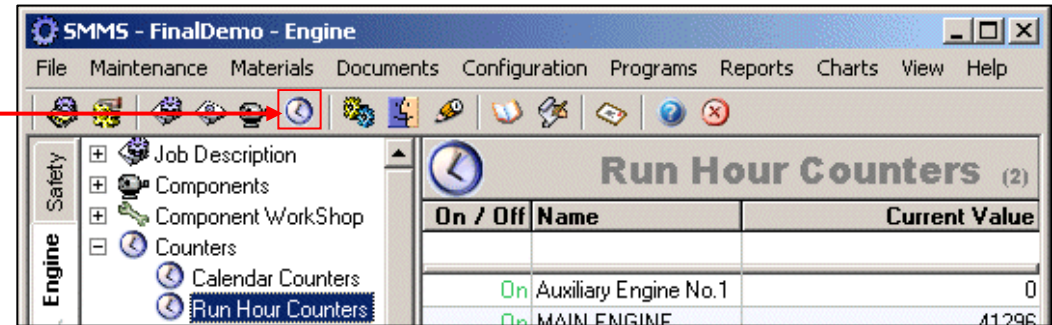 SMMS - FinalDemo - Engine
File Maintenance Materials Documents Configuration Programs Reports Charts View Help
Safety
Engine
Job Description
Components
Component WorkShop
Counters
Calendar Counters
Run Hour Counters
Run Hour Counters (2)
On / Off Name Current Value
On Auxiliary Engine No.1 0
On MAIN ENGINE 41296